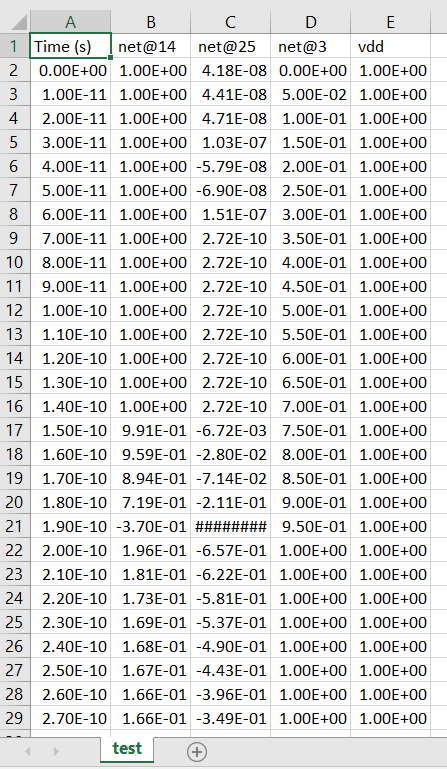 A B C D E
1 Time (s) net@14 net@25 net@3 vdd
2 0.00E+00 1.00E+00 4.18E-08 0.00E+00 1.00E+00
3 1.00E-11 1.00E+00 4.41E-08 5.00E-02 1.00E+00
4 2.00E-11 1.00E+00 4.71E-08 1.00E-01 1.00E+00
5 3.00E-11 1.00E+00 1.03E-07 1.50E-01 1.00E+00
6 4.00E-11 1.00E+00 -5.79E-08 2.00E-01 1.00E+00
7 5.00E-11 1.00E+00 -6.90E-08 2.50E-01 1.00E+00
8 6.00E-11 1.00E+00 1.51E-07 3.00E-01 1.00E+00
9 7.00E-11 1.00E+00 2.72E-10 3.50E-01 1.00E+00
10 8.00E-11 1.00E+00 2.72E-10 4.00E-01 1.00E+00
11 9.00E-11 1.00E+00 2.72E-10 4.50E-01 1.00E+00
12 1.00E-10 1.00E+00 2.72E-10 5.00E-01 1.00E+00
13 1.10E-10 1.00E+00 2.72E-10 5.50E-01 1.00E+00
14 1.20E-10 1.00E+00 2.72E-10 6.00E-01 1.00E+00
15 1.30E-10 1.00E+00 2.72E-10 6.50E-01 1.00E+00
16 1.40E-10 1.00E+00 2.72E-10 7.00E-01 1.00E+00
17 1.50E-10 9.91E-01 -6.72E-03 7.50E-01 1.00E+00
18 1.60E-10 9.59E-01 -2.80E-02 8.00E-01 1.00E+00
19 1.70E-10 8.94E-01 -7.14E-02 8.50E-01 1.00E+00
20 1.80E-10 7.19E-01 -2.11E-01 9.00E-01 1.00E+00
21 1.90E-10 -3.70E-01 ######## 9.50E-01 1.00E+00
22 2.00E-10 1.96E-01 -6.57E-01 1.00E+00 1.00E+00
23 2.10E-10 1.81E-01 -6.22E-01 1.00E+00 1.00E+00
24 2.20E-10 1.73E-01 -5.81E-01 1.00E+00 1.00E+00
25 2.30E-10 1.69E-01 -5.37E-01 1.00E+00 1.00E+00
26 2.40E-10 1.68E-01 -4.90E-01 1.00E+00 1.00E+00
27 2.50E-10 1.67E-01 -4.43E-01 1.00E+00 1.00E+00
28 2.60E-10 1.66E-01 -3.96E-01 1.00E+00 1.00E+00
29 2.70E-10 1.66E-01 -3.49E-01 1.00E+00 1.00E+00
test